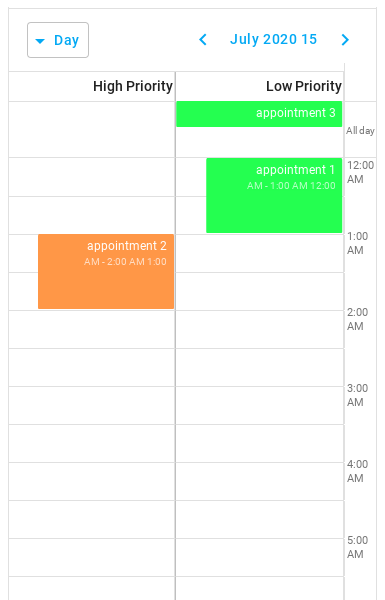 Day
July 2020 15
High Priority
Low Priority
appointment 3
All day
appointment 1
AM - 1:00 AM 12:00
12:00
AM
appointment 2
AM - 2:00 AM 1:00
1:00
AM
2:00
AM
3:00
AM
4:00
AM
5:00
AM